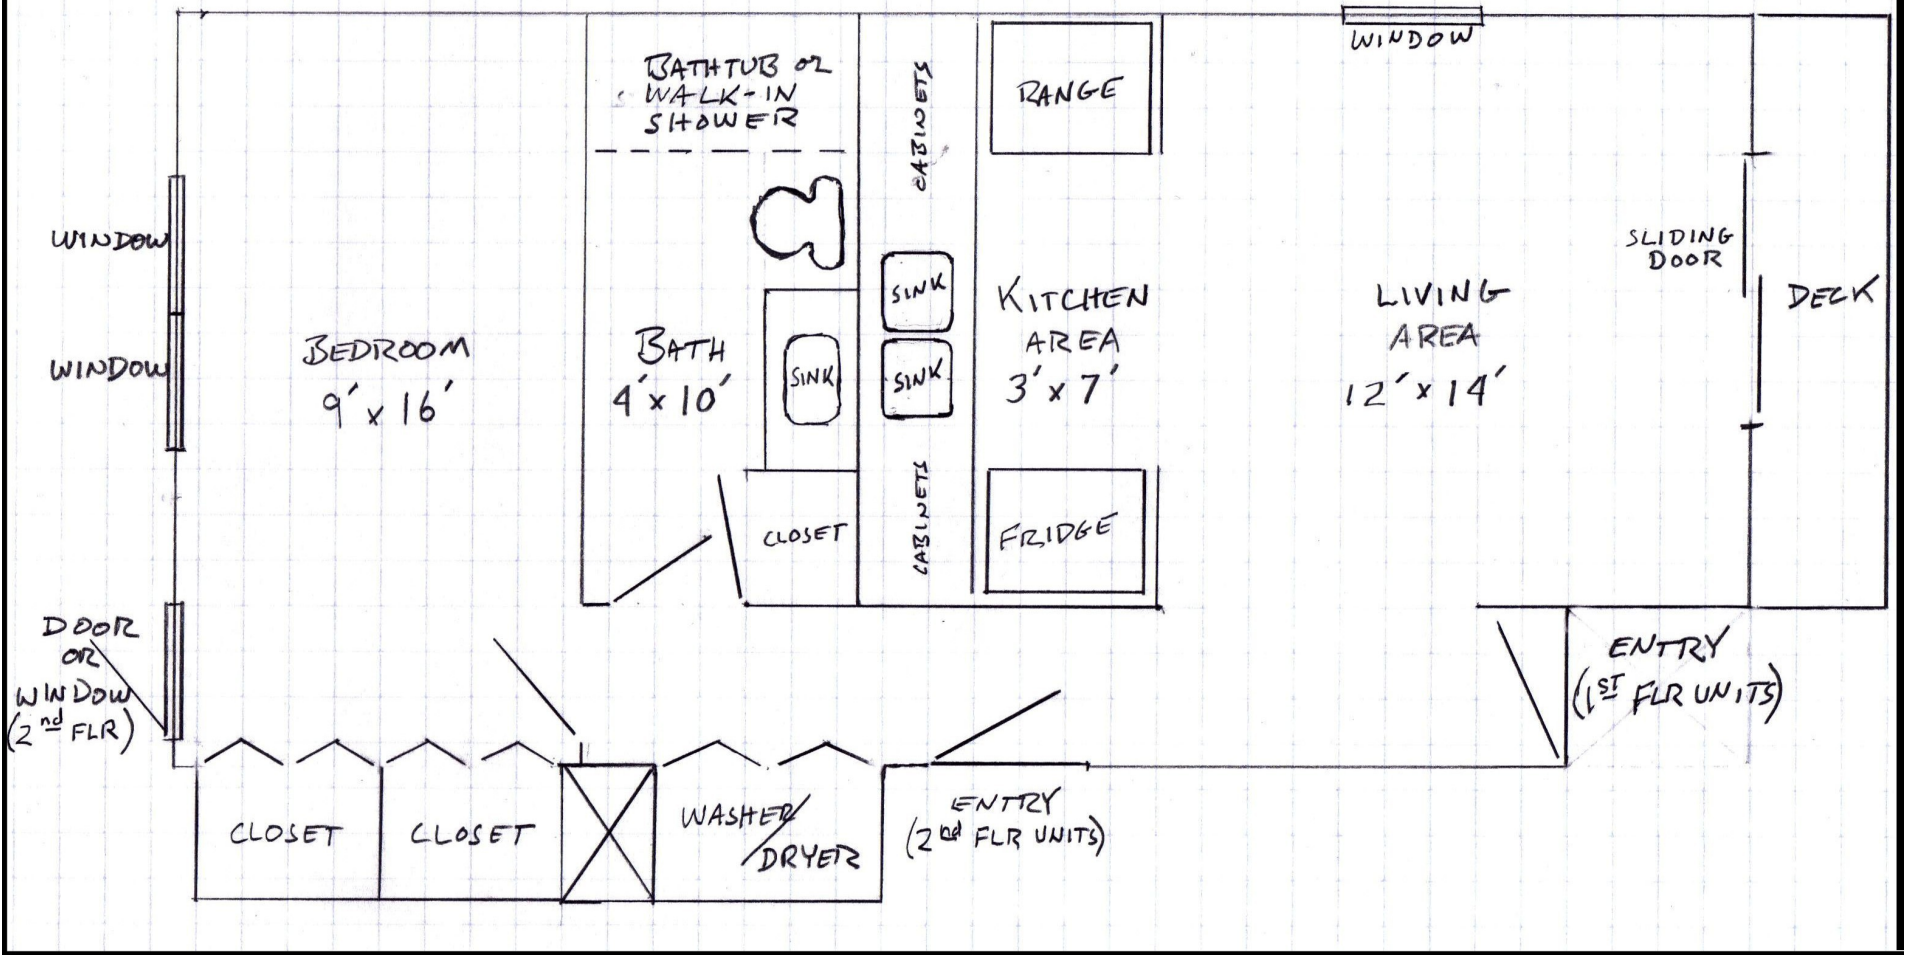 WINDOW
BATHTUB OR
WALK-IN
SHOWER
CABINETS
RANGE
WINDOW
WINDOW
SINK
SINK
SINK
KITCHEN
AREA
3' x 7'
LIVING
AREA
12' x 14'
SLIDING
DOOR
DECK
BEDROOM
9' x 16'
BATH
4' x 10'
CLOSET
CABINETS
FRIDGE
DOOR
OR
WINDOW
(2nd FLR)
ENTRY
(1ST FLR UNITS)
CLOSET
CLOSET
WASHER/
DRYER
ENTRY
(2nd FLR UNITS)